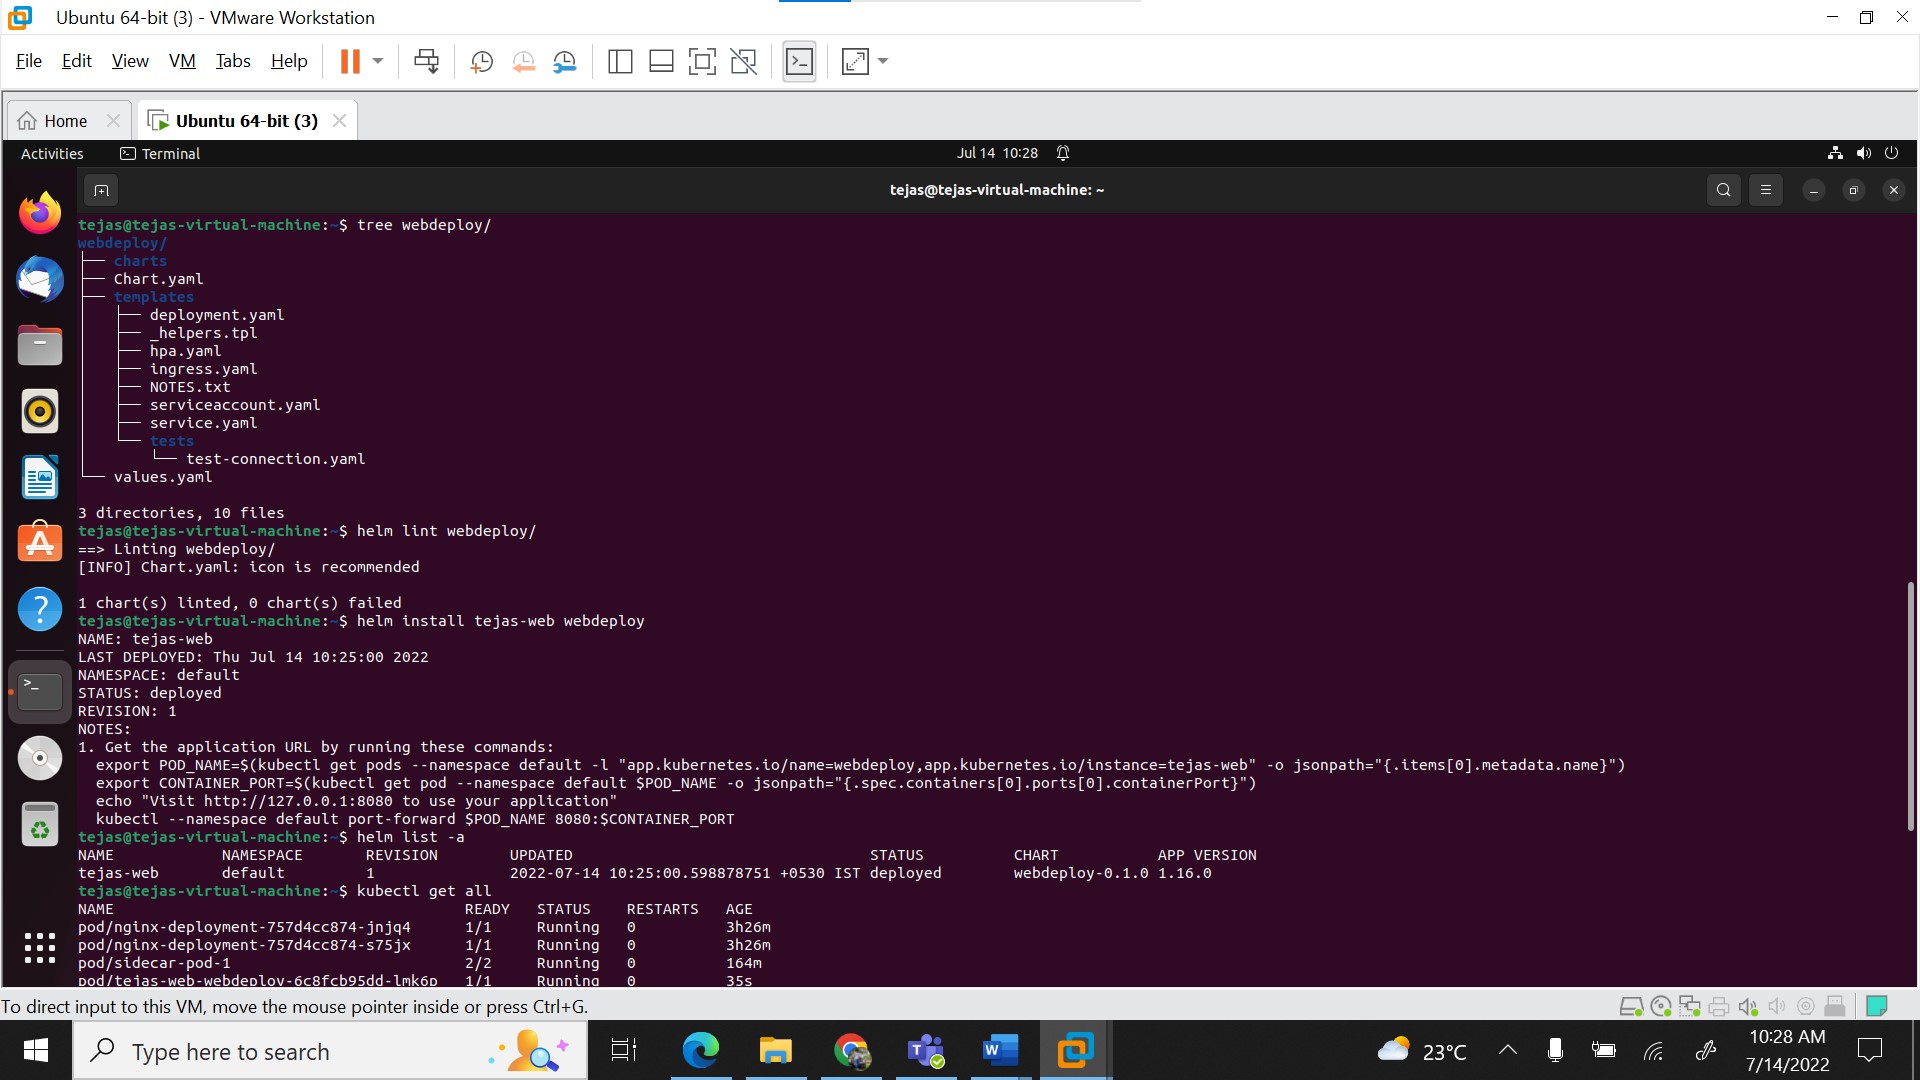 Ubuntu 64-bit (3) - VMware Workstation
File Edit View VM Tabs Help
Home
Ubuntu 64-bit (3)
Activities
Terminal
Jul 14 10:28
tejas@tejas-virtual-machine: ~
tejas@tejas-virtual-machine:~$ tree webdeploy/
webdeploy/
├── charts
├── Chart.yaml
├── templates
│   ├── deployment.yaml
│   ├── _helpers.tpl
│   ├── hpa.yaml
│   ├── ingress.yaml
│   ├── NOTES.txt
│   ├── serviceaccount.yaml
│   ├── service.yaml
│   └── tests
│       └── test-connection.yaml
└── values.yaml
3 directories, 10 files
tejas@tejas-virtual-machine:~$ helm lint webdeploy/
==> Linting webdeploy/
[INFO] Chart.yaml: icon is recommended
1 chart(s) linted, 0 chart(s) failed
tejas@tejas-virtual-machine:~$ helm install tejas-web webdeploy
NAME: tejas-web
LAST DEPLOYED: Thu Jul 14 10:25:00 2022
NAMESPACE: default
STATUS: deployed
REVISION: 1
NOTES:
1. Get the application URL by running these commands:
  export POD_NAME=$(kubectl get pods --namespace default -l "app.kubernetes.io/name=webdeploy,app.kubernetes.io/instance=tejas-web" -o jsonpath="{.items[0].metadata.name}")
  export CONTAINER_PORT=$(kubectl get pod --namespace default $POD_NAME -o jsonpath="{.spec.containers[0].ports[0].containerPort}")
  echo "Visit http://127.0.0.1:8080 to use your application"
  kubectl --namespace default port-forward $POD_NAME 8080:$CONTAINER_PORT
tejas@tejas-virtual-machine:~$ helm list -a
NAME NAMESPACE REVISION UPDATED STATUS CHART APP VERSION
tejas-web default 1 2022-07-14 10:25:00.598878751 +0530 IST deployed webdeploy-0.1.0 1.16.0
tejas@tejas-virtual-machine:~$ kubectl get all
NAME READY STATUS RESTARTS AGE
pod/nginx-deployment-757d4cc874-jnjq4 1/1 Running 0 3h26m
pod/nginx-deployment-757d4cc874-s75jx 1/1 Running 0 3h26m
pod/sidecar-pod-1 2/2 Running 0 164m
pod/tejas-web-webdeploy-6c8fcb95dd-lmk6p 1/1 Running 0 35s
To direct input to this VM, move the mouse pointer inside or press Ctrl+G.
Type here to search
23°C
10:28 AM
7/14/2022